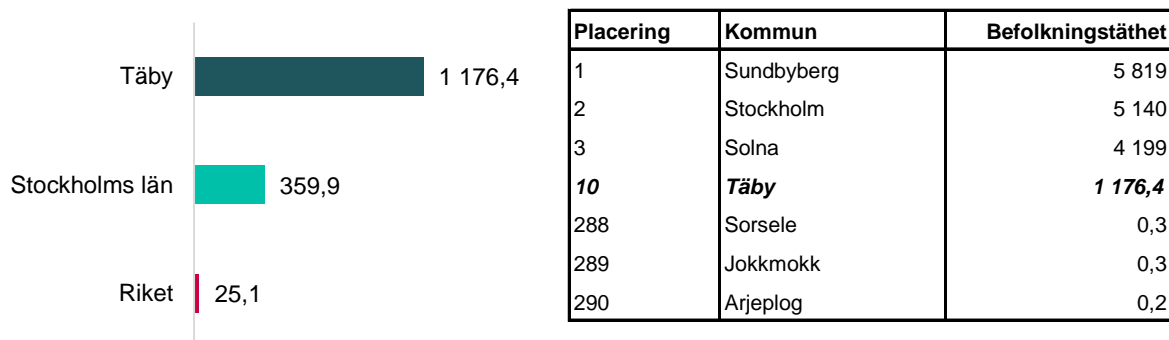 Täby 1 176,4
Stockholms län 359,9
Riket 25,1
Placering Kommun Befolkningstäthet
1 Sundbyberg 5 819
2 Stockholm 5 140
3 Solna 4 199
10 Täby 1 176,4
288 Sorsele 0,3
289 Jokkmokk 0,3
290 Arjeplog 0,2